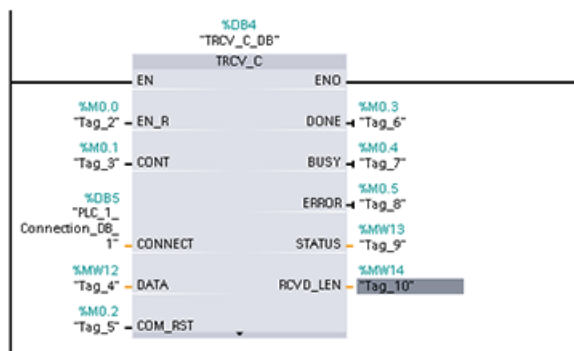 %DB4
"TRCV_C_DB"
TRCV_C
EN ENO
%M0.0 %M0.3
"Tag_2" EN_R DONE "Tag_6"
%M0.1 %M0.4
"Tag_3" CONT BUSY "Tag_7"
%DB5 %M0.5
"PLC_1_ ERROR "Tag_8"
Connection_DB_ %MW13
1" CONNECT STATUS "Tag_9"
%MW12 %MW14
"Tag_4" DATA RCVD_LEN "Tag_10"
%M0.2
"Tag_5" COM_RST